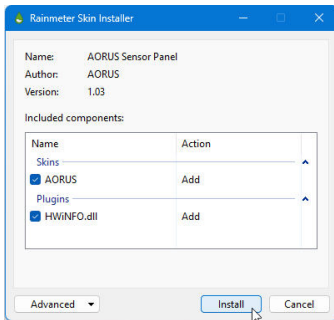 Rainmeter Skin Installer
Name: AORUS Sensor Panel
Author: AORUS
Version: 1.03
Included components:
Name Action
Skins
AORUS Add
Plugins
HWiNFO.dll Add
Advanced Install Cancel